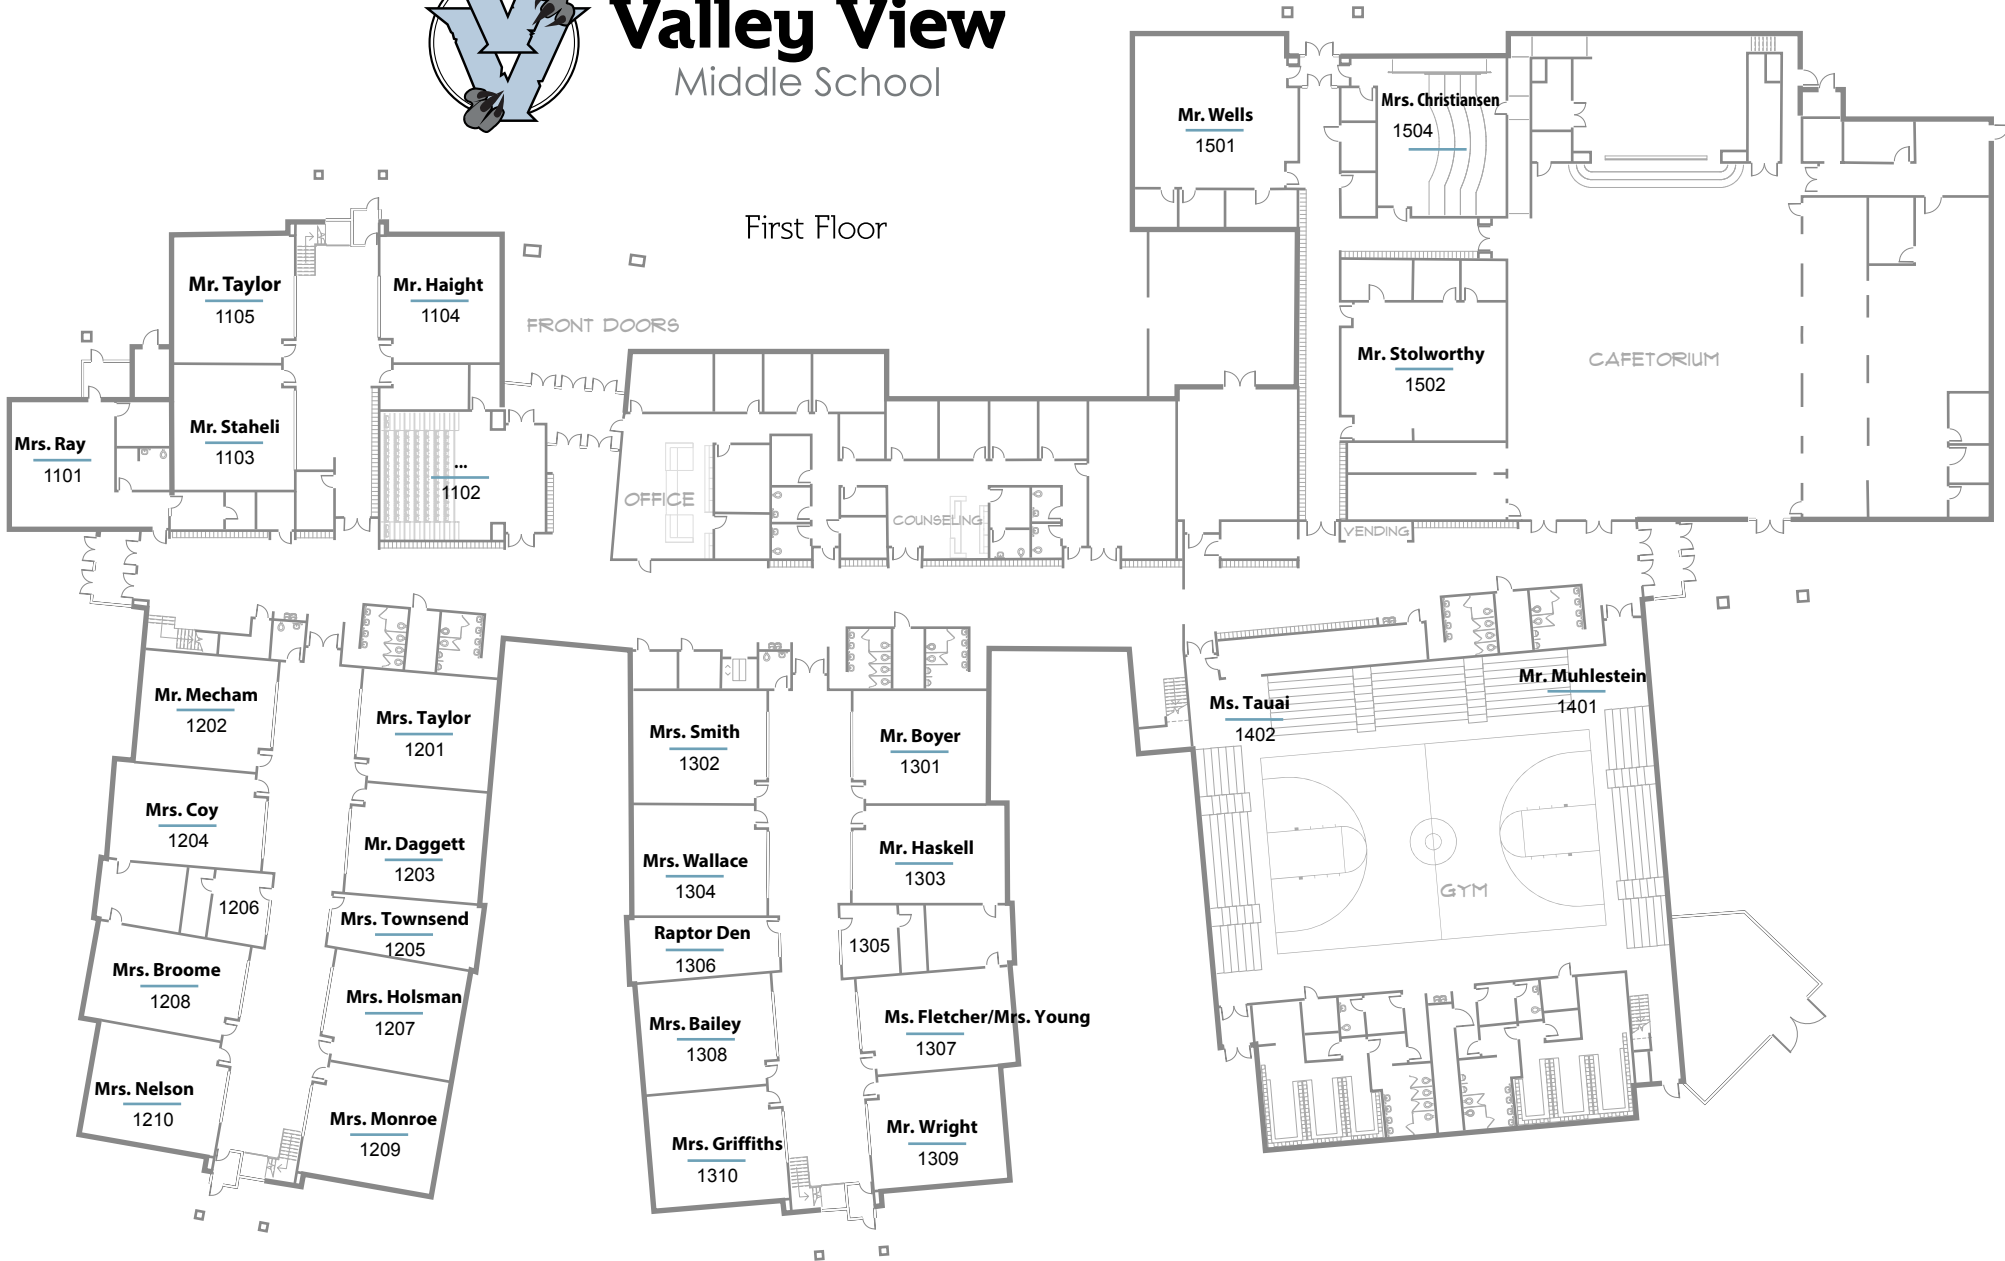 Valley View
Middle School
First Floor
Mr. Wells
1501
Mrs. Christiansen
1504
Mr. Taylor
1105
Mr. Haight
1104
FRONT DOORS
Mr. Stolworthy
1502
CAFETORIUM
Mrs. Ray
1101
Mr. Staheli
1103
...
1102
OFFICE
COUNSELING
VENDING
Mr. Mecham
1202
Mrs. Taylor
1201
Mrs. Smith
1302
Mr. Boyer
1301
Ms. Tauai
1402
Mr. Muhlestein
1401
Mrs. Coy
1204
Mr. Daggett
1203
Mrs. Wallace
1304
Mr. Haskell
1303
GYM
1206
Mrs. Townsend
1205
Raptor Den
1306
1305
Mrs. Broome
1208
Mrs. Holsman
1207
Mrs. Bailey
1308
Ms. Fletcher/Mrs. Young
1307
Mrs. Nelson
1210
Mrs. Monroe
1209
Mrs. Griffiths
1310
Mr. Wright
1309